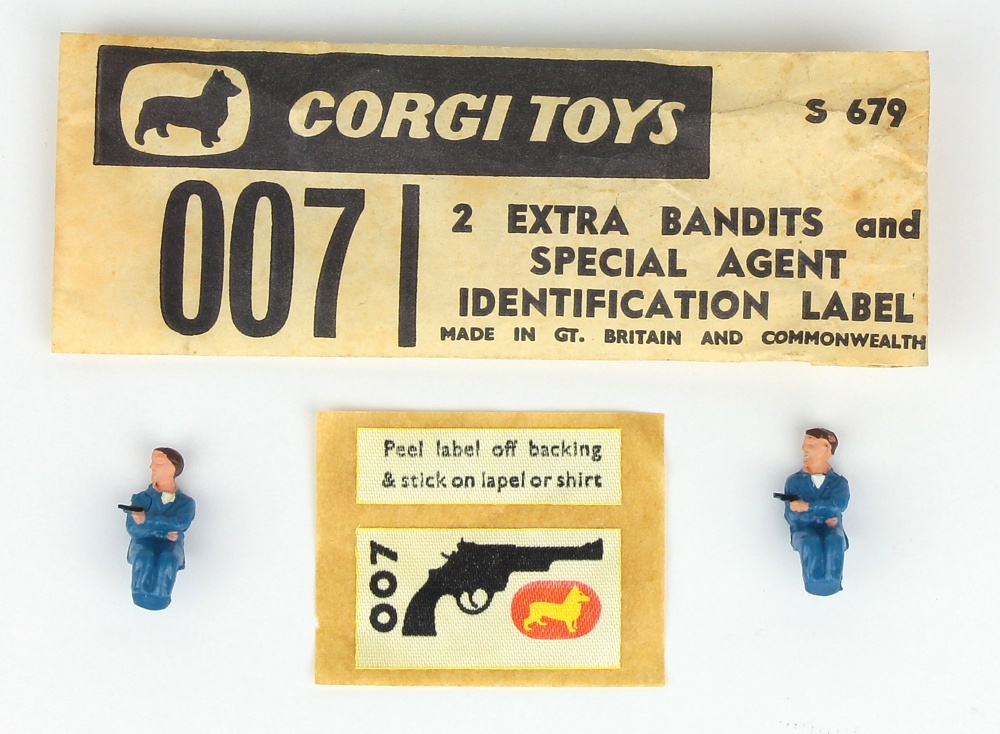 CORGI TOYS
S 679
007
2 EXTRA BANDITS and
SPECIAL AGENT
IDENTIFICATION LABEL
MADE IN GT. BRITAIN AND COMMONWEALTH
Peel label off backing
& stick on lapel or shirt
007